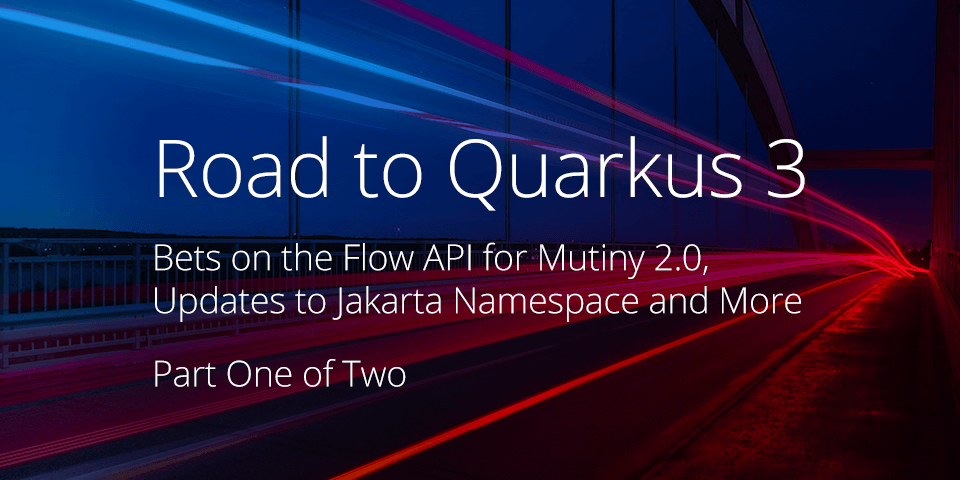 Road to Quarkus 3
Bets on the Flow API for Mutiny 2.0,
Updates to Jakarta Namespace and More
Part One of Two